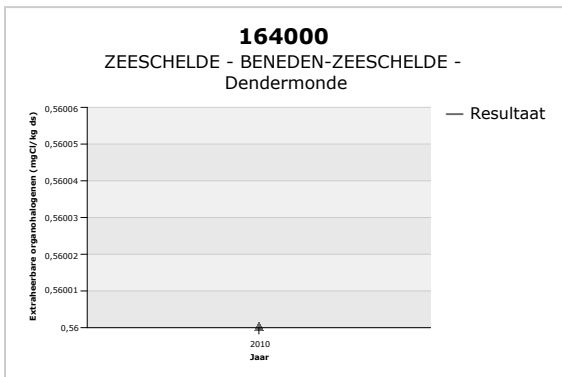 164000
ZEESCHELDE - BENEDEN-ZEESCHELDE -
Dendermonde
Resultaat
Extraheerbare organohalogenen (mgCl/kg ds)
0,56006
0,56005
0,56004
0,56003
0,56002
0,56001
0,56
2010
Jaar